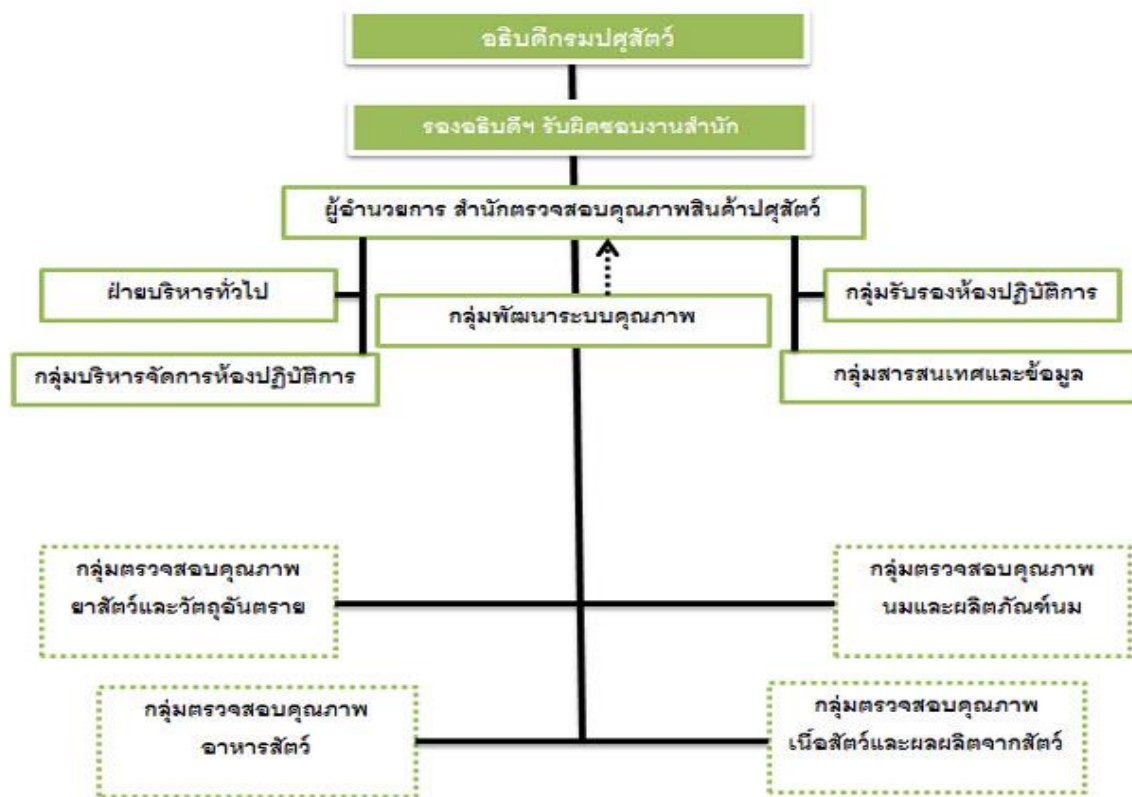 อธิบดีกรมปศุสัตว์
รองอธิบดีฯ รับผิดชอบงานสำนัก
ผู้อำนวยการ สำนักตรวจสอบคุณภาพสินค้าปศุสัตว์
ฝ่ายบริหารทั่วไป
กลุ่มรับรองห้องปฏิบัติการ
กลุ่มพัฒนาระบบคุณภาพ
กลุ่มบริหารจัดการห้องปฏิบัติการ
กลุ่มสารสนเทศและข้อมูล
กลุ่มตรวจสอบคุณภาพ
ยาสัตว์และวัตถุอันตราย
กลุ่มตรวจสอบคุณภาพ
นมและผลิตภัณฑ์นม
กลุ่มตรวจสอบคุณภาพ
อาหารสัตว์
กลุ่มตรวจสอบคุณภาพ
เนื้อสัตว์และผลผลิตจากสัตว์